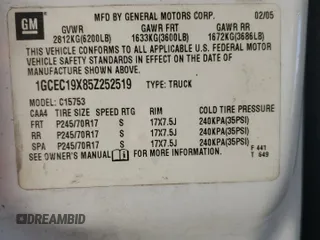 GM
MFD BY GENERAL MOTORS CORP. 02/05
GVWR GAWR FRT GAWR RR
2812KG(6200LB) 1633KG(3600LB) 1672KG(3686LB)
THIS VEHICLE CONFORMS TO ALL APPLICABLE U.S. FEDERAL MOTOR
VEHICLE SAFETY STANDARDS IN EFFECT ON THE DATE OF
MANUFACTURE SHOWN ABOVE.
1GCEC19X85Z252519 TYPE: TRUCK
MODEL: C15753
CAA4 TIRE SIZE SPEED RTG RIM COLD TIRE PRESSURE
FRT P245/70R17 S 17X7.5J 240KPA(35PSI)
RR P245/70R17 S 17X7.5J 240KPA(35PSI)
SPA P245/70R17 S 17X7.5J 240KPA(35PSI)
SEE OWNER'S MANUAL FOR MORE INFORMATION. F 441
T 649
DREAMBID